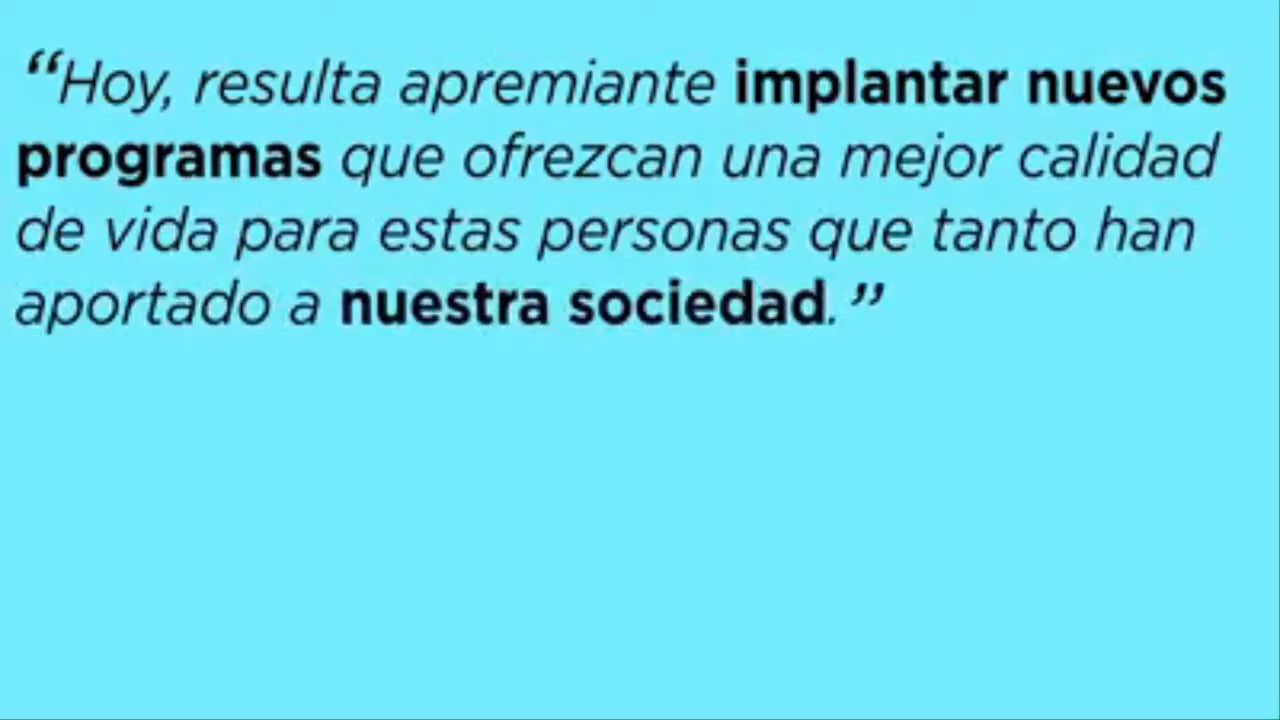 “Hoy, resulta apremiante implantar nuevos
programas que ofrezcan una mejor calidad
de vida para estas personas que tanto han
aportado a nuestra sociedad.”